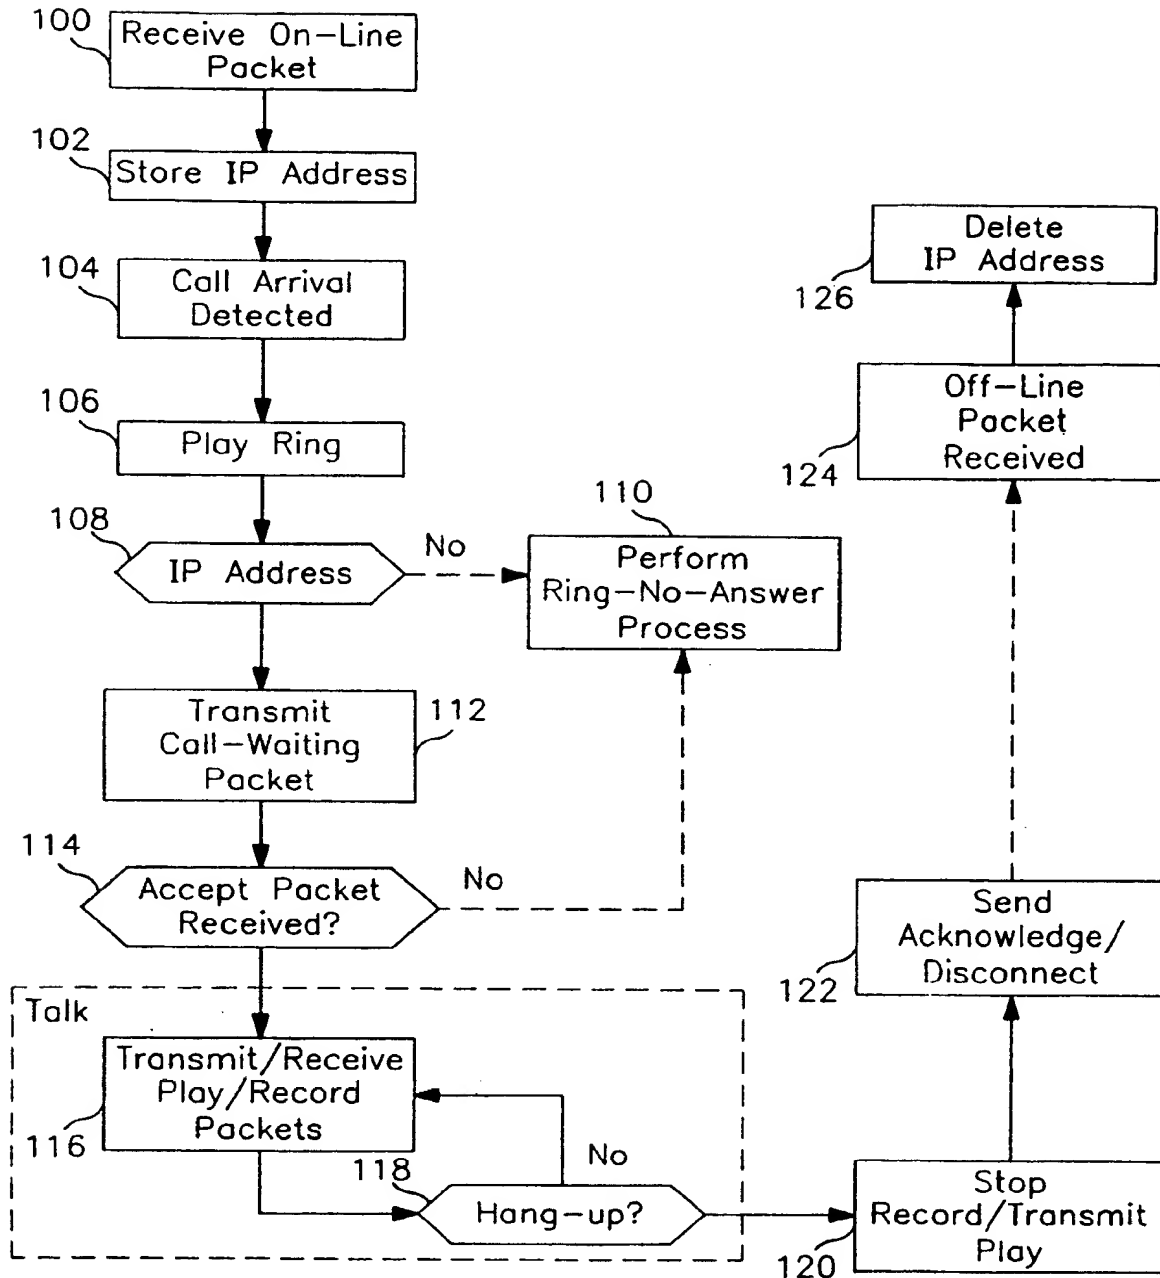 100
Receive On-Line
Packet
102
Store IP Address
104
Call Arrival
Detected
106
Play Ring
108
IP Address
No
110
Perform
Ring-No-Answer
Process
Transmit
Call-Waiting
Packet
112
114
Accept Packet
Received?
No
Talk
Transmit/Receive
Play/Record
Packets
116
118
No
Hang-up?
Stop
Record/Transmit
Play
120
Send
Acknowledge/
Disconnect
122
Off-Line
Packet
Received
124
Delete
IP Address
126